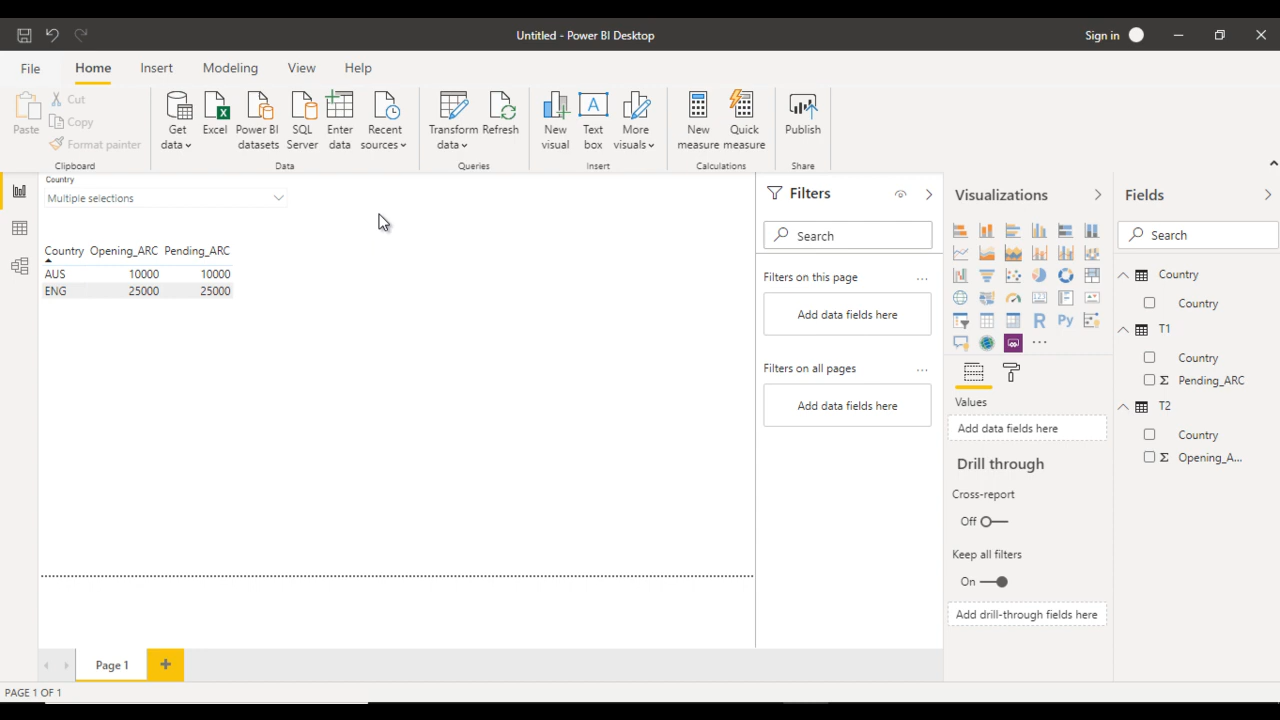 Untitled - Power BI Desktop
Sign in
File Home Insert Modeling View Help
Paste
Cut
Copy
Format painter
Clipboard
Get data
Excel
Power BI datasets
SQL Server
Enter data
Recent sources
Data
Transform data
Refresh
Queries
New visual
Text box
More visuals
Insert
New measure
Quick measure
Calculations
Publish
Share
Country
Multiple selections
Country Opening_ARC Pending_ARC
AUS 10000 10000
ENG 25000 25000
Filters
Search
Filters on this page ...
Add data fields here
Filters on all pages ...
Add data fields here
Visualizations
R Py
...
Values
Add data fields here
Drill through
Cross-report
Off
Keep all filters
On
Add drill-through fields here
Fields
Search
Country
Country
T1
Country
Σ Pending_ARC
T2
Country
Σ Opening_A...
Page 1 +
PAGE 1 OF 1